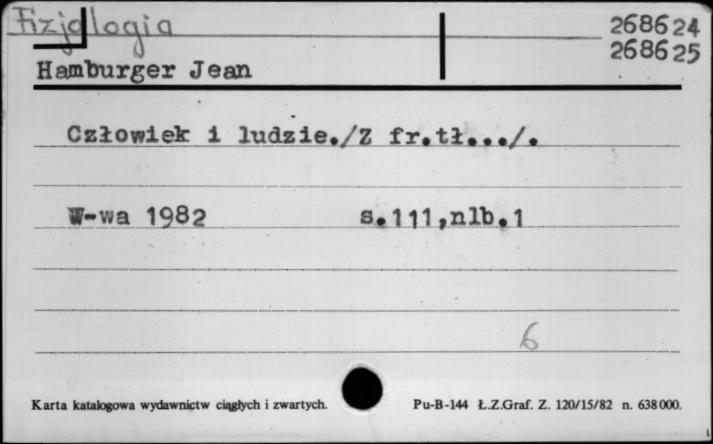 Fizjologia
268624
268625
Hamburger Jean
Człowiek i ludzie./Z fr.tł.../.
W-wa 1982 s.111,nlb.1
6
Karta katalogowa wydawnictw ciągłych i zwartych. Pu-B-144 Ł.Z.Graf. Z. 120/15/82 n. 638000.